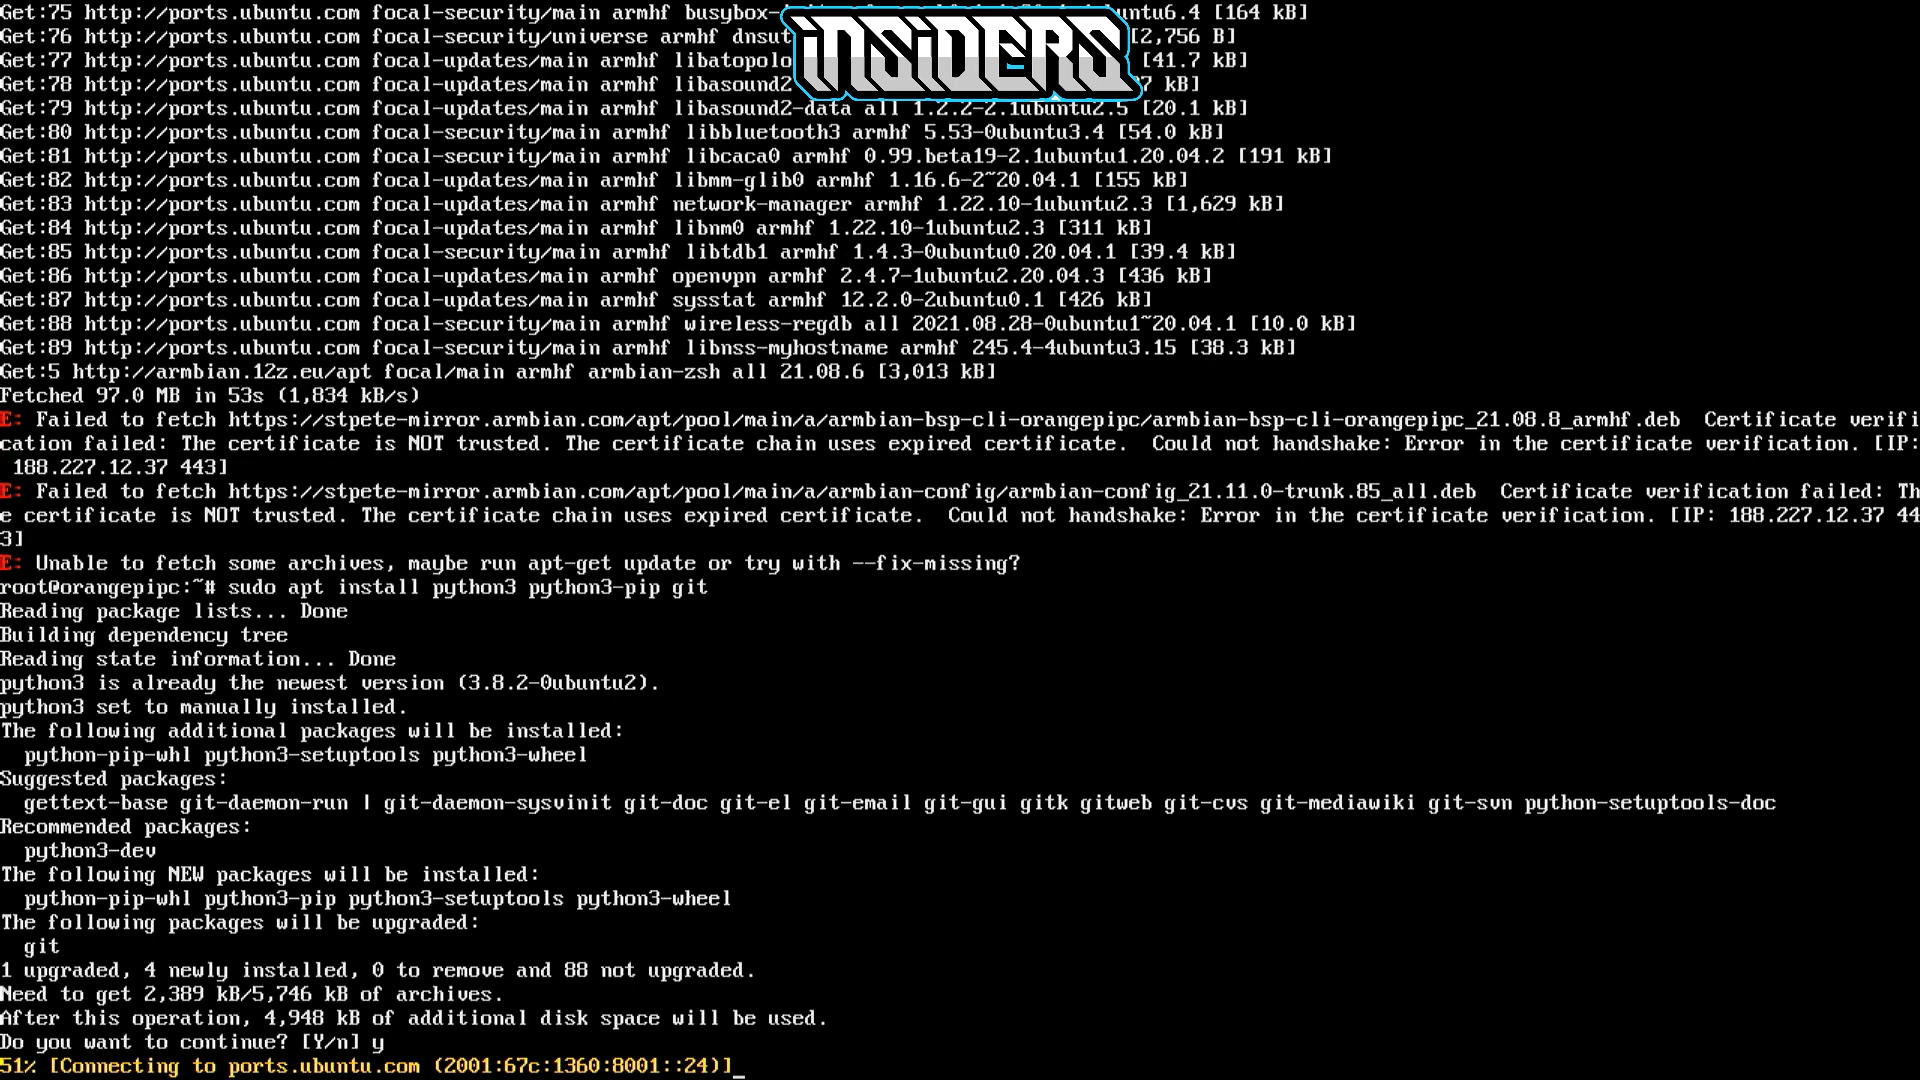 Get:75 http://ports.ubuntu.com focal-security/main armhf busybox- untu6.4 [164 kB]
Get:76 http://ports.ubuntu.com focal-security/universe armhf dnsut [2,756 B]
Get:77 http://ports.ubuntu.com focal-updates/main armhf libatopolo [41.7 kB]
Get:78 http://ports.ubuntu.com focal-updates/main armhf libasound2 7 kB]
INSIDERS
Get:79 http://ports.ubuntu.com focal-updates/main armhf libasound2-data all 1.2.2-2.1ubuntu2.5 [20.1 kB]
Get:80 http://ports.ubuntu.com focal-security/main armhf libbluetooth3 armhf 5.53-0ubuntu3.4 [54.0 kB]
Get:81 http://ports.ubuntu.com focal-security/main armhf libcaca0 armhf 0.99.beta19-2.1ubuntu1.20.04.2 [191 kB]
Get:82 http://ports.ubuntu.com focal-updates/main armhf libmm-glib0 armhf 1.16.6-2~20.04.1 [155 kB]
Get:83 http://ports.ubuntu.com focal-updates/main armhf network-manager armhf 1.22.10-1ubuntu2.3 [1,629 kB]
Get:84 http://ports.ubuntu.com focal-updates/main armhf libnm0 armhf 1.22.10-1ubuntu2.3 [311 kB]
Get:85 http://ports.ubuntu.com focal-security/main armhf libtdb1 armhf 1.4.3-0ubuntu0.20.04.1 [39.4 kB]
Get:86 http://ports.ubuntu.com focal-updates/main armhf openvpn armhf 2.4.7-1ubuntu2.20.04.3 [436 kB]
Get:87 http://ports.ubuntu.com focal-updates/main armhf sysstat armhf 12.2.0-2ubuntu0.1 [426 kB]
Get:88 http://ports.ubuntu.com focal-security/main armhf wireless-regdb all 2021.08.28-0ubuntu1~20.04.1 [10.0 kB]
Get:89 http://ports.ubuntu.com focal-security/main armhf libnss-myhostname armhf 245.4-4ubuntu3.15 [38.3 kB]
Get:5 http://armbian.12z.eu/apt focal/main armhf armbian-zsh all 21.08.6 [3,013 kB]
Fetched 97.0 MB in 53s (1,834 kB/s)
E: Failed to fetch https://stpete-mirror.armbian.com/apt/pool/main/a/armbian-bsp-cli-orangepipc/armbian-bsp-cli-orangepipc_21.08.8_armhf.deb  Certificate verifi
cation failed: The certificate is NOT trusted. The certificate chain uses expired certificate.  Could not handshake: Error in the certificate verification. [IP:
 188.227.12.37 443]
E: Failed to fetch https://stpete-mirror.armbian.com/apt/pool/main/a/armbian-config/armbian-config_21.11.0-trunk.85_all.deb  Certificate verification failed: Th
e certificate is NOT trusted. The certificate chain uses expired certificate.  Could not handshake: Error in the certificate verification. [IP: 188.227.12.37 44
3]
E: Unable to fetch some archives, maybe run apt-get update or try with --fix-missing?
root@orangepipc:~# sudo apt install python3 python3-pip git
Reading package lists... Done
Building dependency tree
Reading state information... Done
python3 is already the newest version (3.8.2-0ubuntu2).
python3 set to manually installed.
The following additional packages will be installed:
  python-pip-whl python3-setuptools python3-wheel
Suggested packages:
  gettext-base git-daemon-run | git-daemon-sysvinit git-doc git-el git-email git-gui gitk gitweb git-cvs git-mediawiki git-svn python-setuptools-doc
Recommended packages:
  python3-dev
The following NEW packages will be installed:
  python-pip-whl python3-pip python3-setuptools python3-wheel
The following packages will be upgraded:
  git
1 upgraded, 4 newly installed, 0 to remove and 88 not upgraded.
Need to get 2,389 kB/5,746 kB of archives.
After this operation, 4,948 kB of additional disk space will be used.
Do you want to continue? [Y/n] y
51% [Connecting to ports.ubuntu.com (2001:67c:1360:8001::24)]_